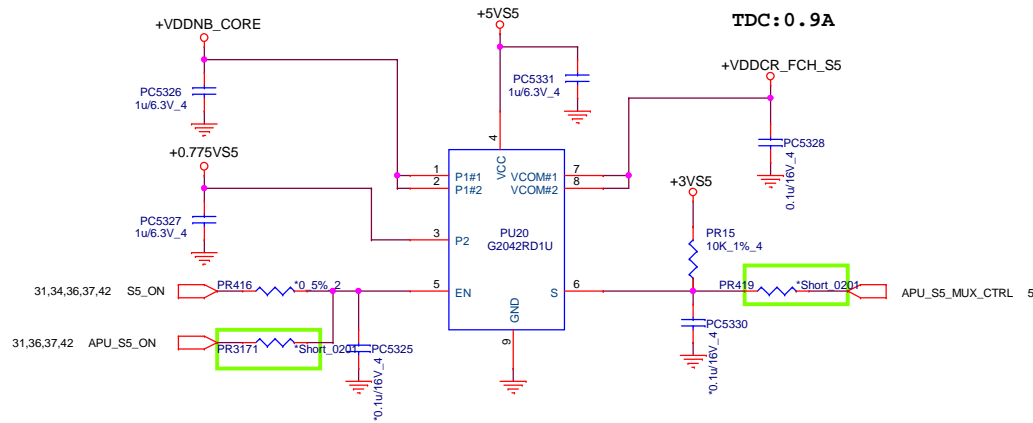 TDC:0.9A
+5VS5
+VDDNB_CORE
+VDDCR_FCH_S5
PC5326
1u/6.3V_4
PC5331
1u/6.3V_4
PC5328
0.1u/16V_4
+0.775VS5
PC5327
1u/6.3V_4
4
VCC
1
P1#1
2
P1#2
3
P2
7
VCOM#1
8
VCOM#2
PU20
G2042RD1U
5
EN
6
S
GND
9
+3VS5
PR15
10K_1%_4
31,34,36,37,42 S5_ON
PR416
*0_5%_2
31,36,37,42 APU_S5_ON
PR3171
*Short_0201
PC5325
*0.1u/16V_4
PR419
*Short_0201
APU_S5_MUX_CTRL 5
PC5330
*0.1u/16V_4